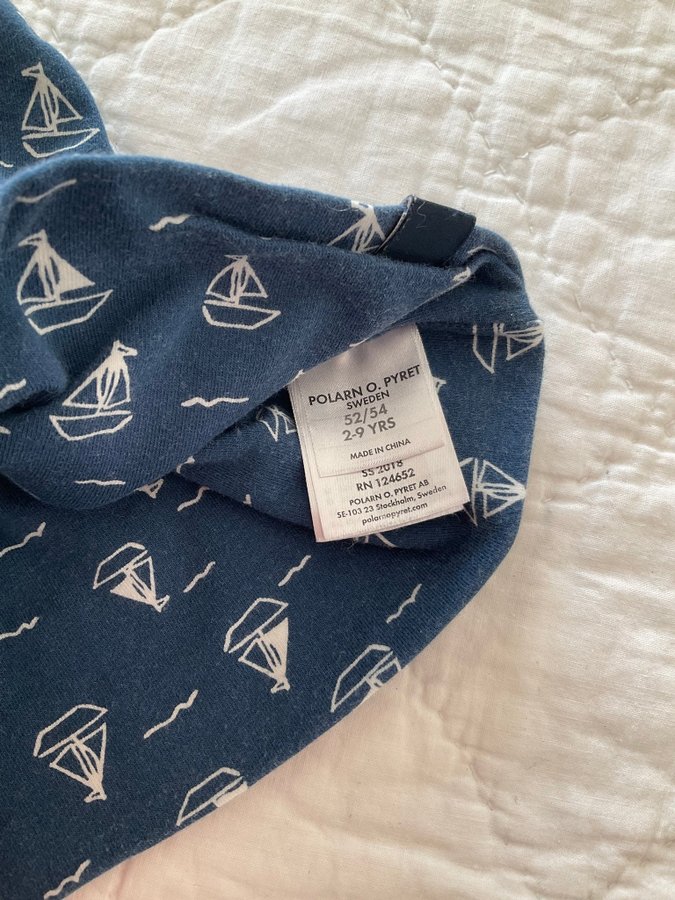 POLARN O. PYRET
SWEDEN
52/54
2-9 YRS
MADE IN CHINA
SS 2018
RN 124652
POLARN O. PYRET AB
SE-103 23 Stockholm, Sweden
polarnopyret.com